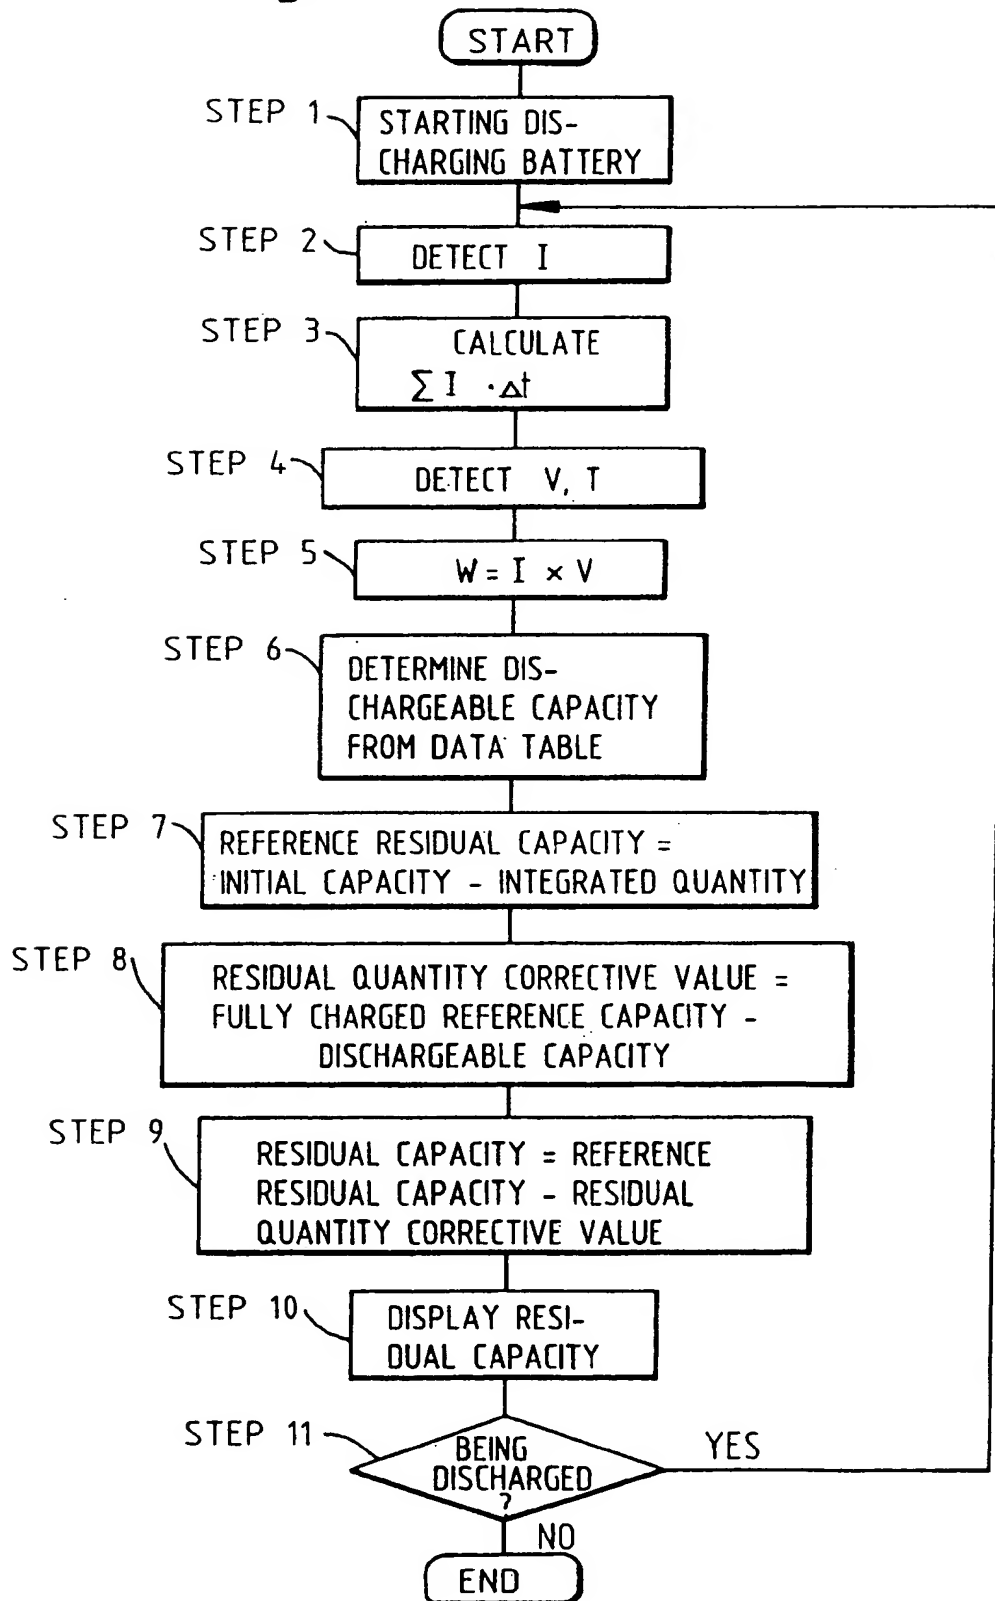 START
STEP 1
STARTING DIS-
CHARGING BATTERY
STEP 2
DETECT I
STEP 3
CALCULATE
∑ I · Δt
STEP 4
DETECT V, T
STEP 5
W = I × V
STEP 6
DETERMINE DIS-
CHARGEABLE CAPACITY
FROM DATA TABLE
STEP 7
REFERENCE RESIDUAL CAPACITY =
INITIAL CAPACITY - INTEGRATED QUANTITY
STEP 8
RESIDUAL QUANTITY CORRECTIVE VALUE =
FULLY CHARGED REFERENCE CAPACITY -
DISCHARGEABLE CAPACITY
STEP 9
RESIDUAL CAPACITY = REFERENCE
RESIDUAL CAPACITY - RESIDUAL
QUANTITY CORRECTIVE VALUE
STEP 10
DISPLAY RESI-
DUAL CAPACITY
STEP 11
BEING
DISCHARGED
?
YES
NO
END